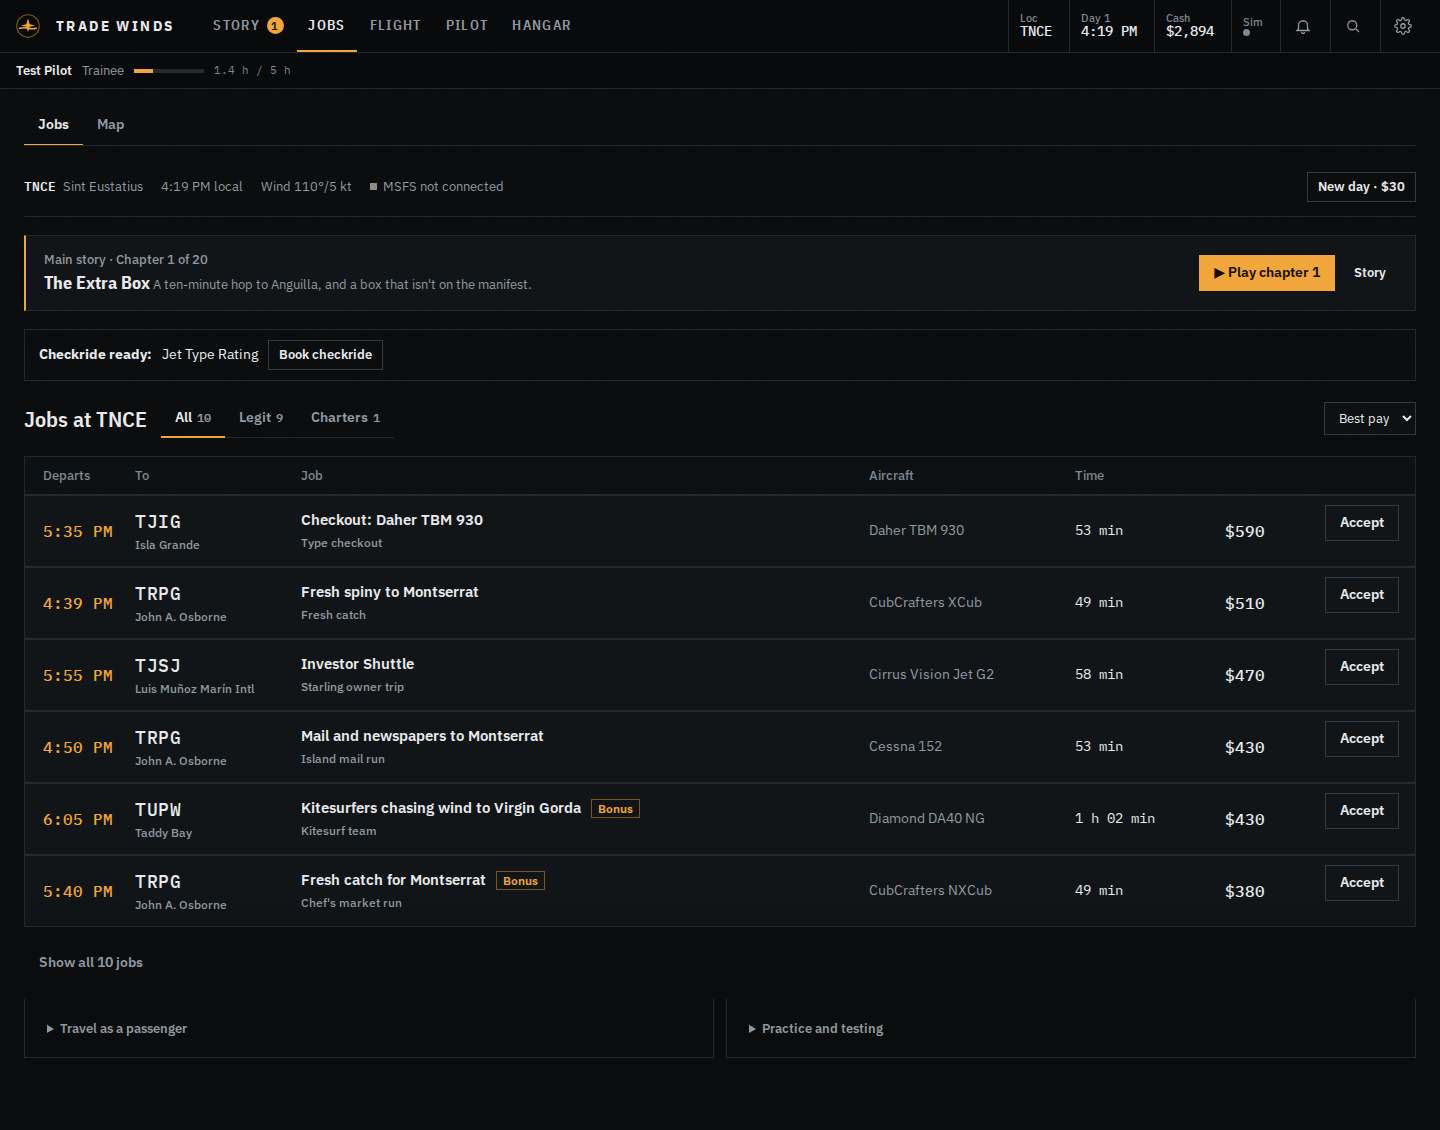 TRADE WINDS
STORY 1 JOBS FLIGHT PILOT HANGAR
Loc TNCE
Day 1 4:19 PM
Cash $2,894
Sim
Test Pilot Trainee 1.4 h / 5 h
Jobs Map
TNCE Sint Eustatius 4:19 PM local Wind 110°/5 kt MSFS not connected
New day · $30
Main story · Chapter 1 of 20
The Extra Box A ten-minute hop to Anguilla, and a box that isn't on the manifest.
▶ Play chapter 1 Story
Checkride ready: Jet Type Rating Book checkride
Jobs at TNCE All 10 Legit 9 Charters 1
Best pay
Departs To Job Aircraft Time
5:35 PM TJIG Checkout: Daher TBM 930 Daher TBM 930 53 min $590 Accept
Isla Grande Type checkout
4:39 PM TRPG Fresh spiny to Montserrat CubCrafters XCub 49 min $510 Accept
John A. Osborne Fresh catch
5:55 PM TJSJ Investor Shuttle Cirrus Vision Jet G2 58 min $470 Accept
Luis Muñoz Marín Intl Starling owner trip
4:50 PM TRPG Mail and newspapers to Montserrat Cessna 152 53 min $430 Accept
John A. Osborne Island mail run
6:05 PM TUPW Kitesurfers chasing wind to Virgin Gorda Bonus Diamond DA40 NG 1 h 02 min $430 Accept
Taddy Bay Kitesurf team
5:40 PM TRPG Fresh catch for Montserrat Bonus CubCrafters NXCub 49 min $380 Accept
John A. Osborne Chef's market run
Show all 10 jobs
▶ Travel as a passenger
▶ Practice and testing